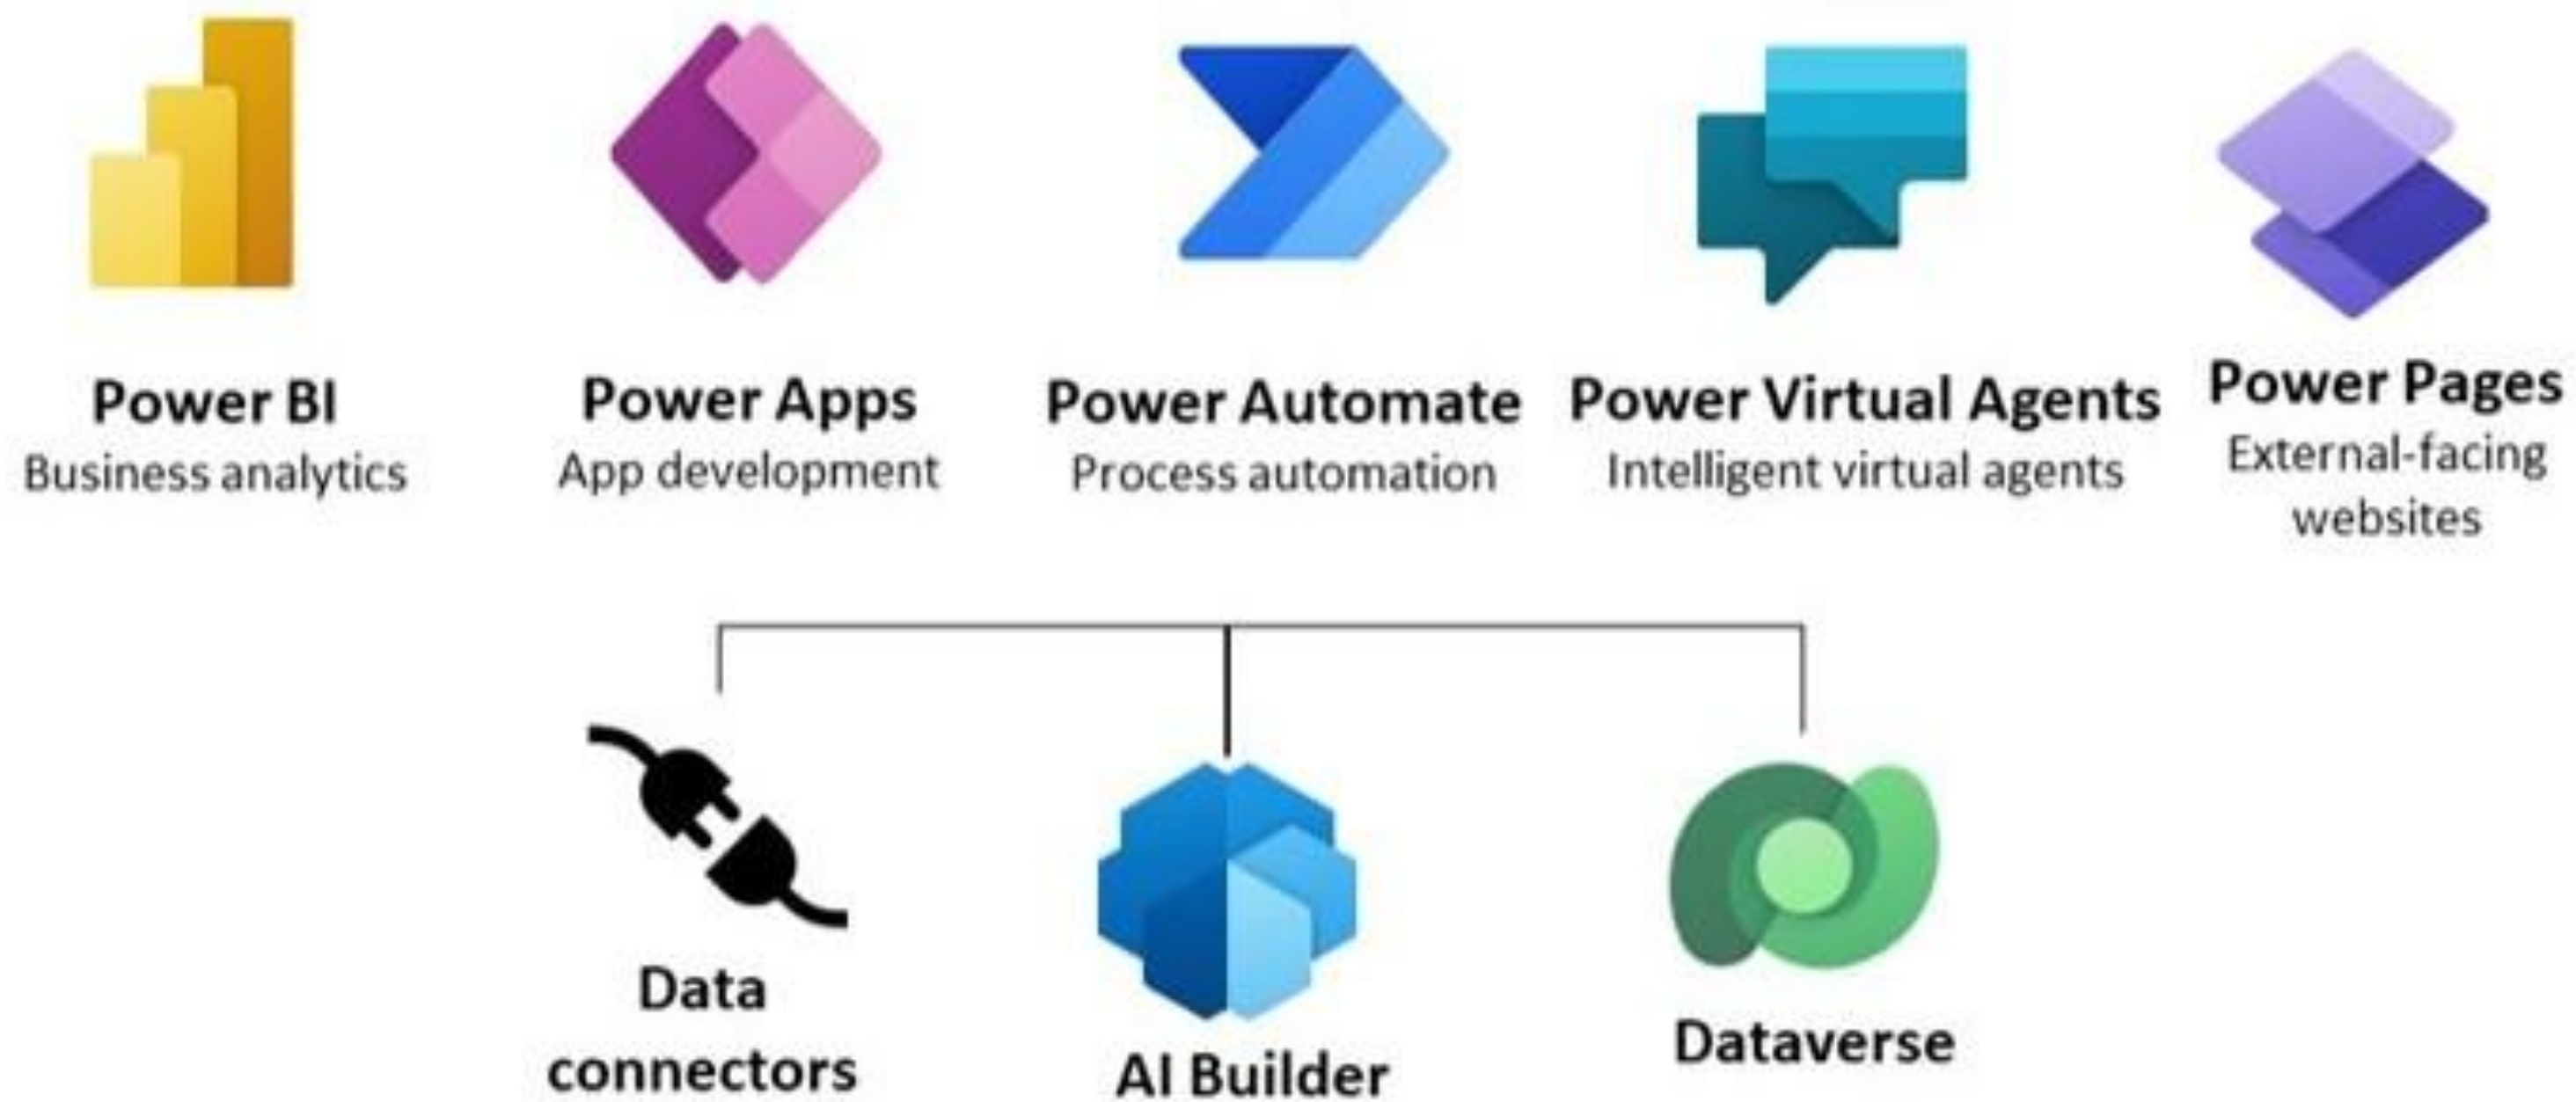 Power BI
Business analytics
Power Apps
App development
Power Automate
Process automation
Power Virtual Agents
Intelligent virtual agents
Power Pages
External-facing
websites
Data
connectors
AI Builder
Dataverse